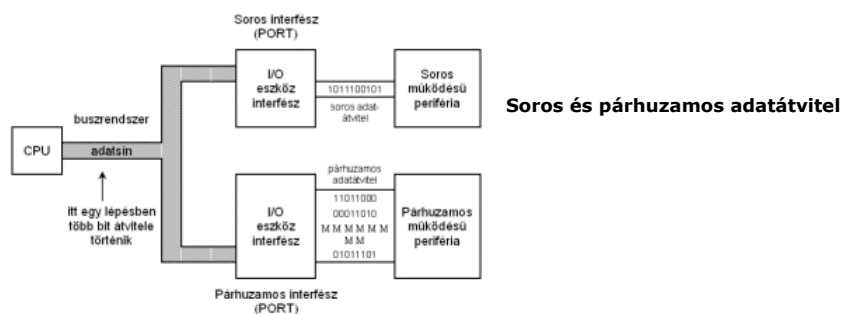 Soros interfész
(PORT)
I/O
eszköz
interfész
1011100101
soros adat-
átvitel
Soros
működésű
periféria
Soros és párhuzamos adatátvitel
buszrendszer
CPU
adatsín
itt egy lépésben
több bit átvitele
történik
párhuzamos
adatátvitel
I/O
eszköz
interfész
11011000
00011010
M M M M M M
M M
01011101
Párhuzamos
működésű
periféria
Párhuzamos interfész
(PORT)